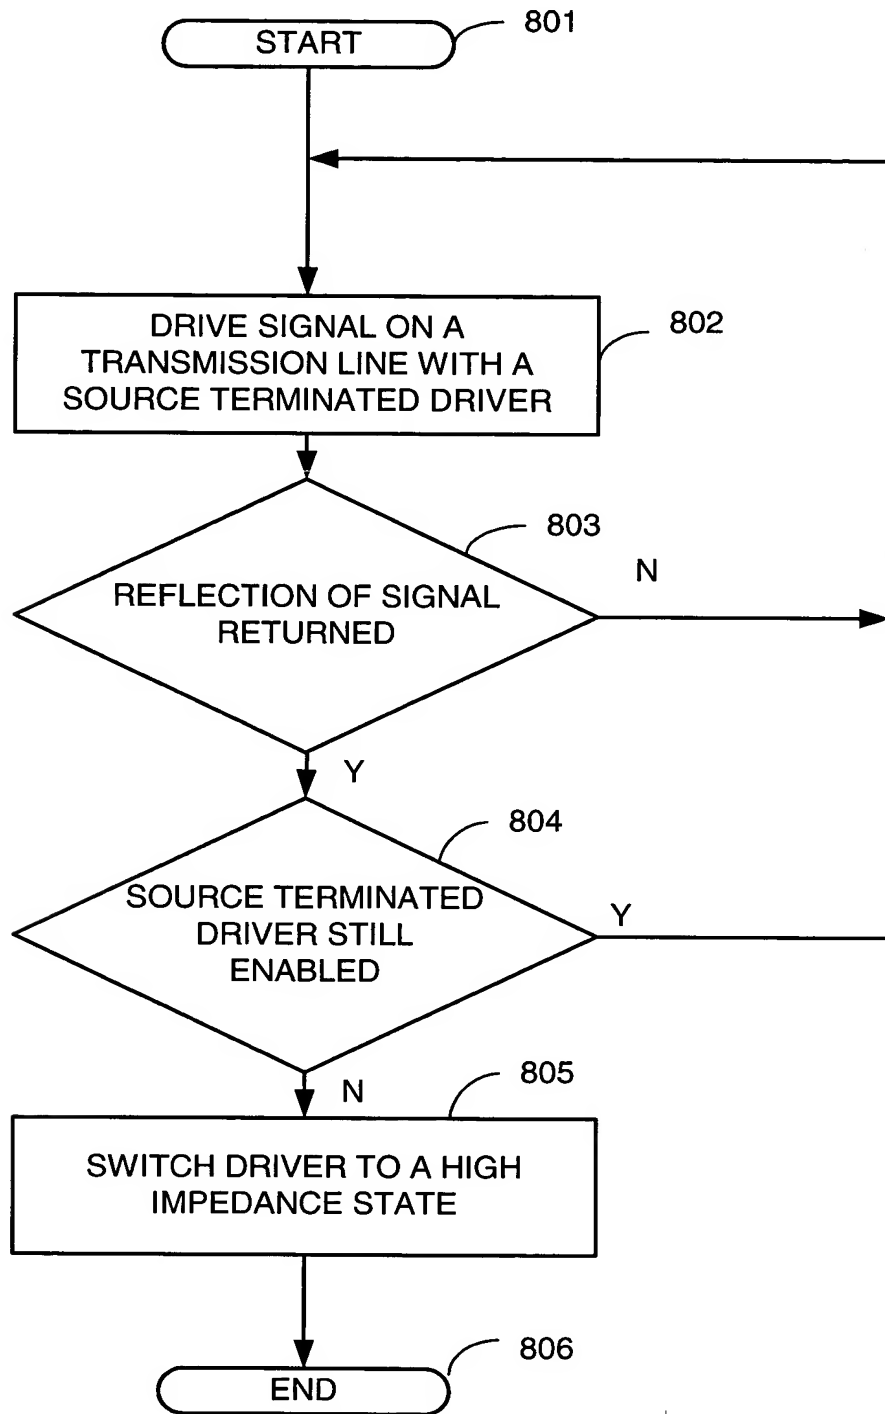 START
801
DRIVE SIGNAL ON A
TRANSMISSION LINE WITH A
SOURCE TERMINATED DRIVER
802
803
REFLECTION OF SIGNAL
RETURNED
N
Y
804
SOURCE TERMINATED
DRIVER STILL
ENABLED
Y
N
805
SWITCH DRIVER TO A HIGH
IMPEDANCE STATE
806
END